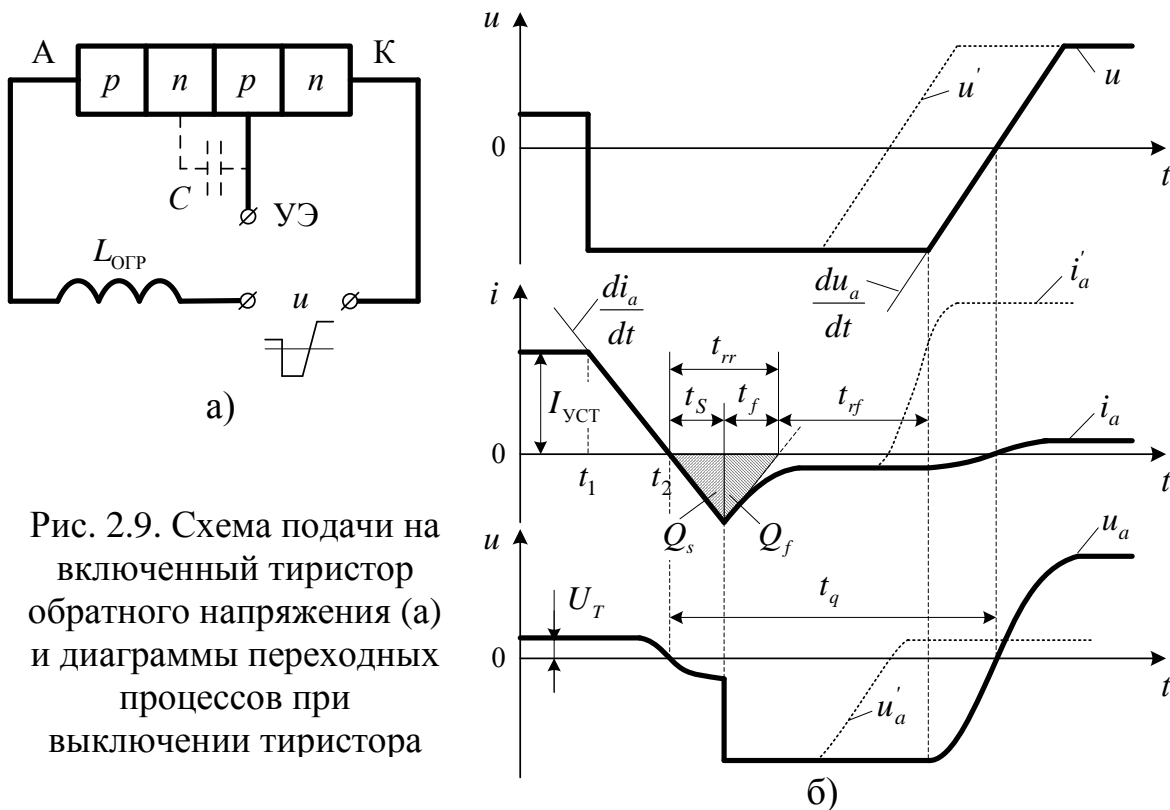 А
К
p n p n
C
УЭ
L_ОГР
u
а)
Рис. 2.9. Схема подачи на
включенный тиристор
обратного напряжения (а)
и диаграммы переходных
процессов при
выключении тиристора
u
u'
u
0
t
i
di_a/dt
du_a/dt
i_a'
t_rr
t_S
t_f
t_rf
I_УСТ
i_a
0
t_1
t_2
t
Q_s
Q_f
u
u_a
U_T
t_q
0
t
u_a'
б)